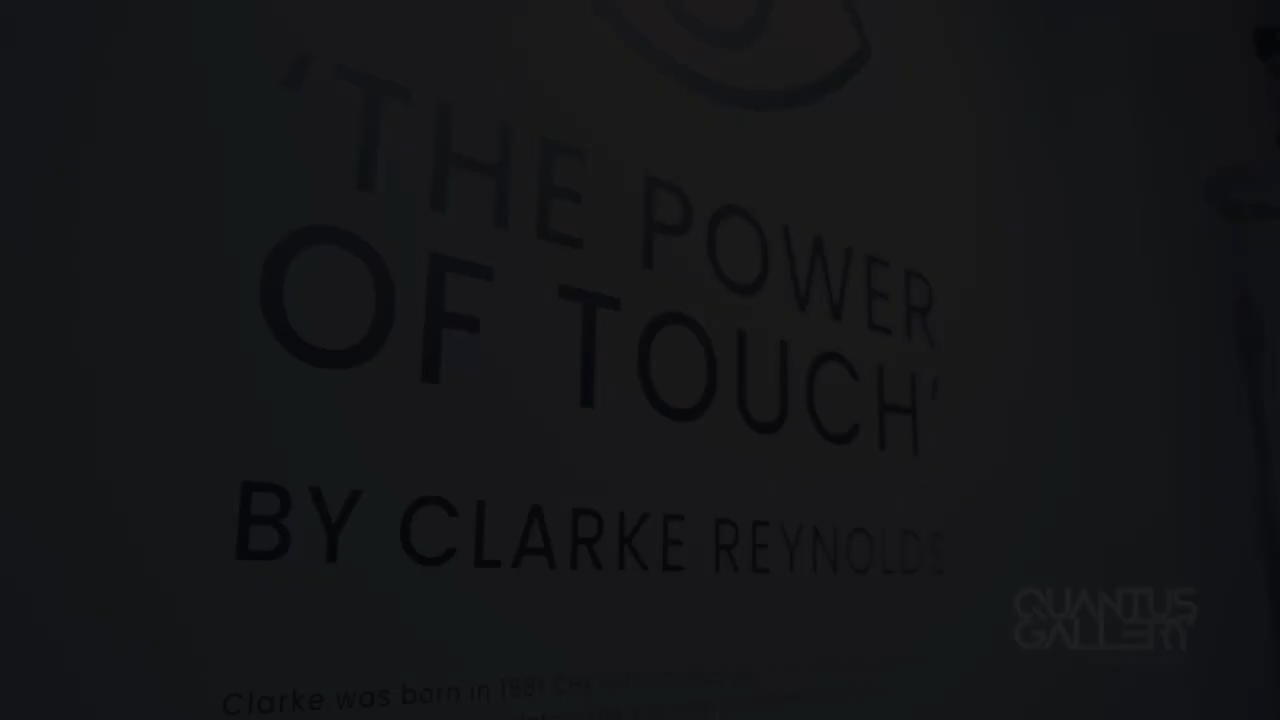 'THE POWER
OF TOUCH'
BY CLARKE REYNOLDS
Clarke was born in 1981
QUANTUS
GALLERY